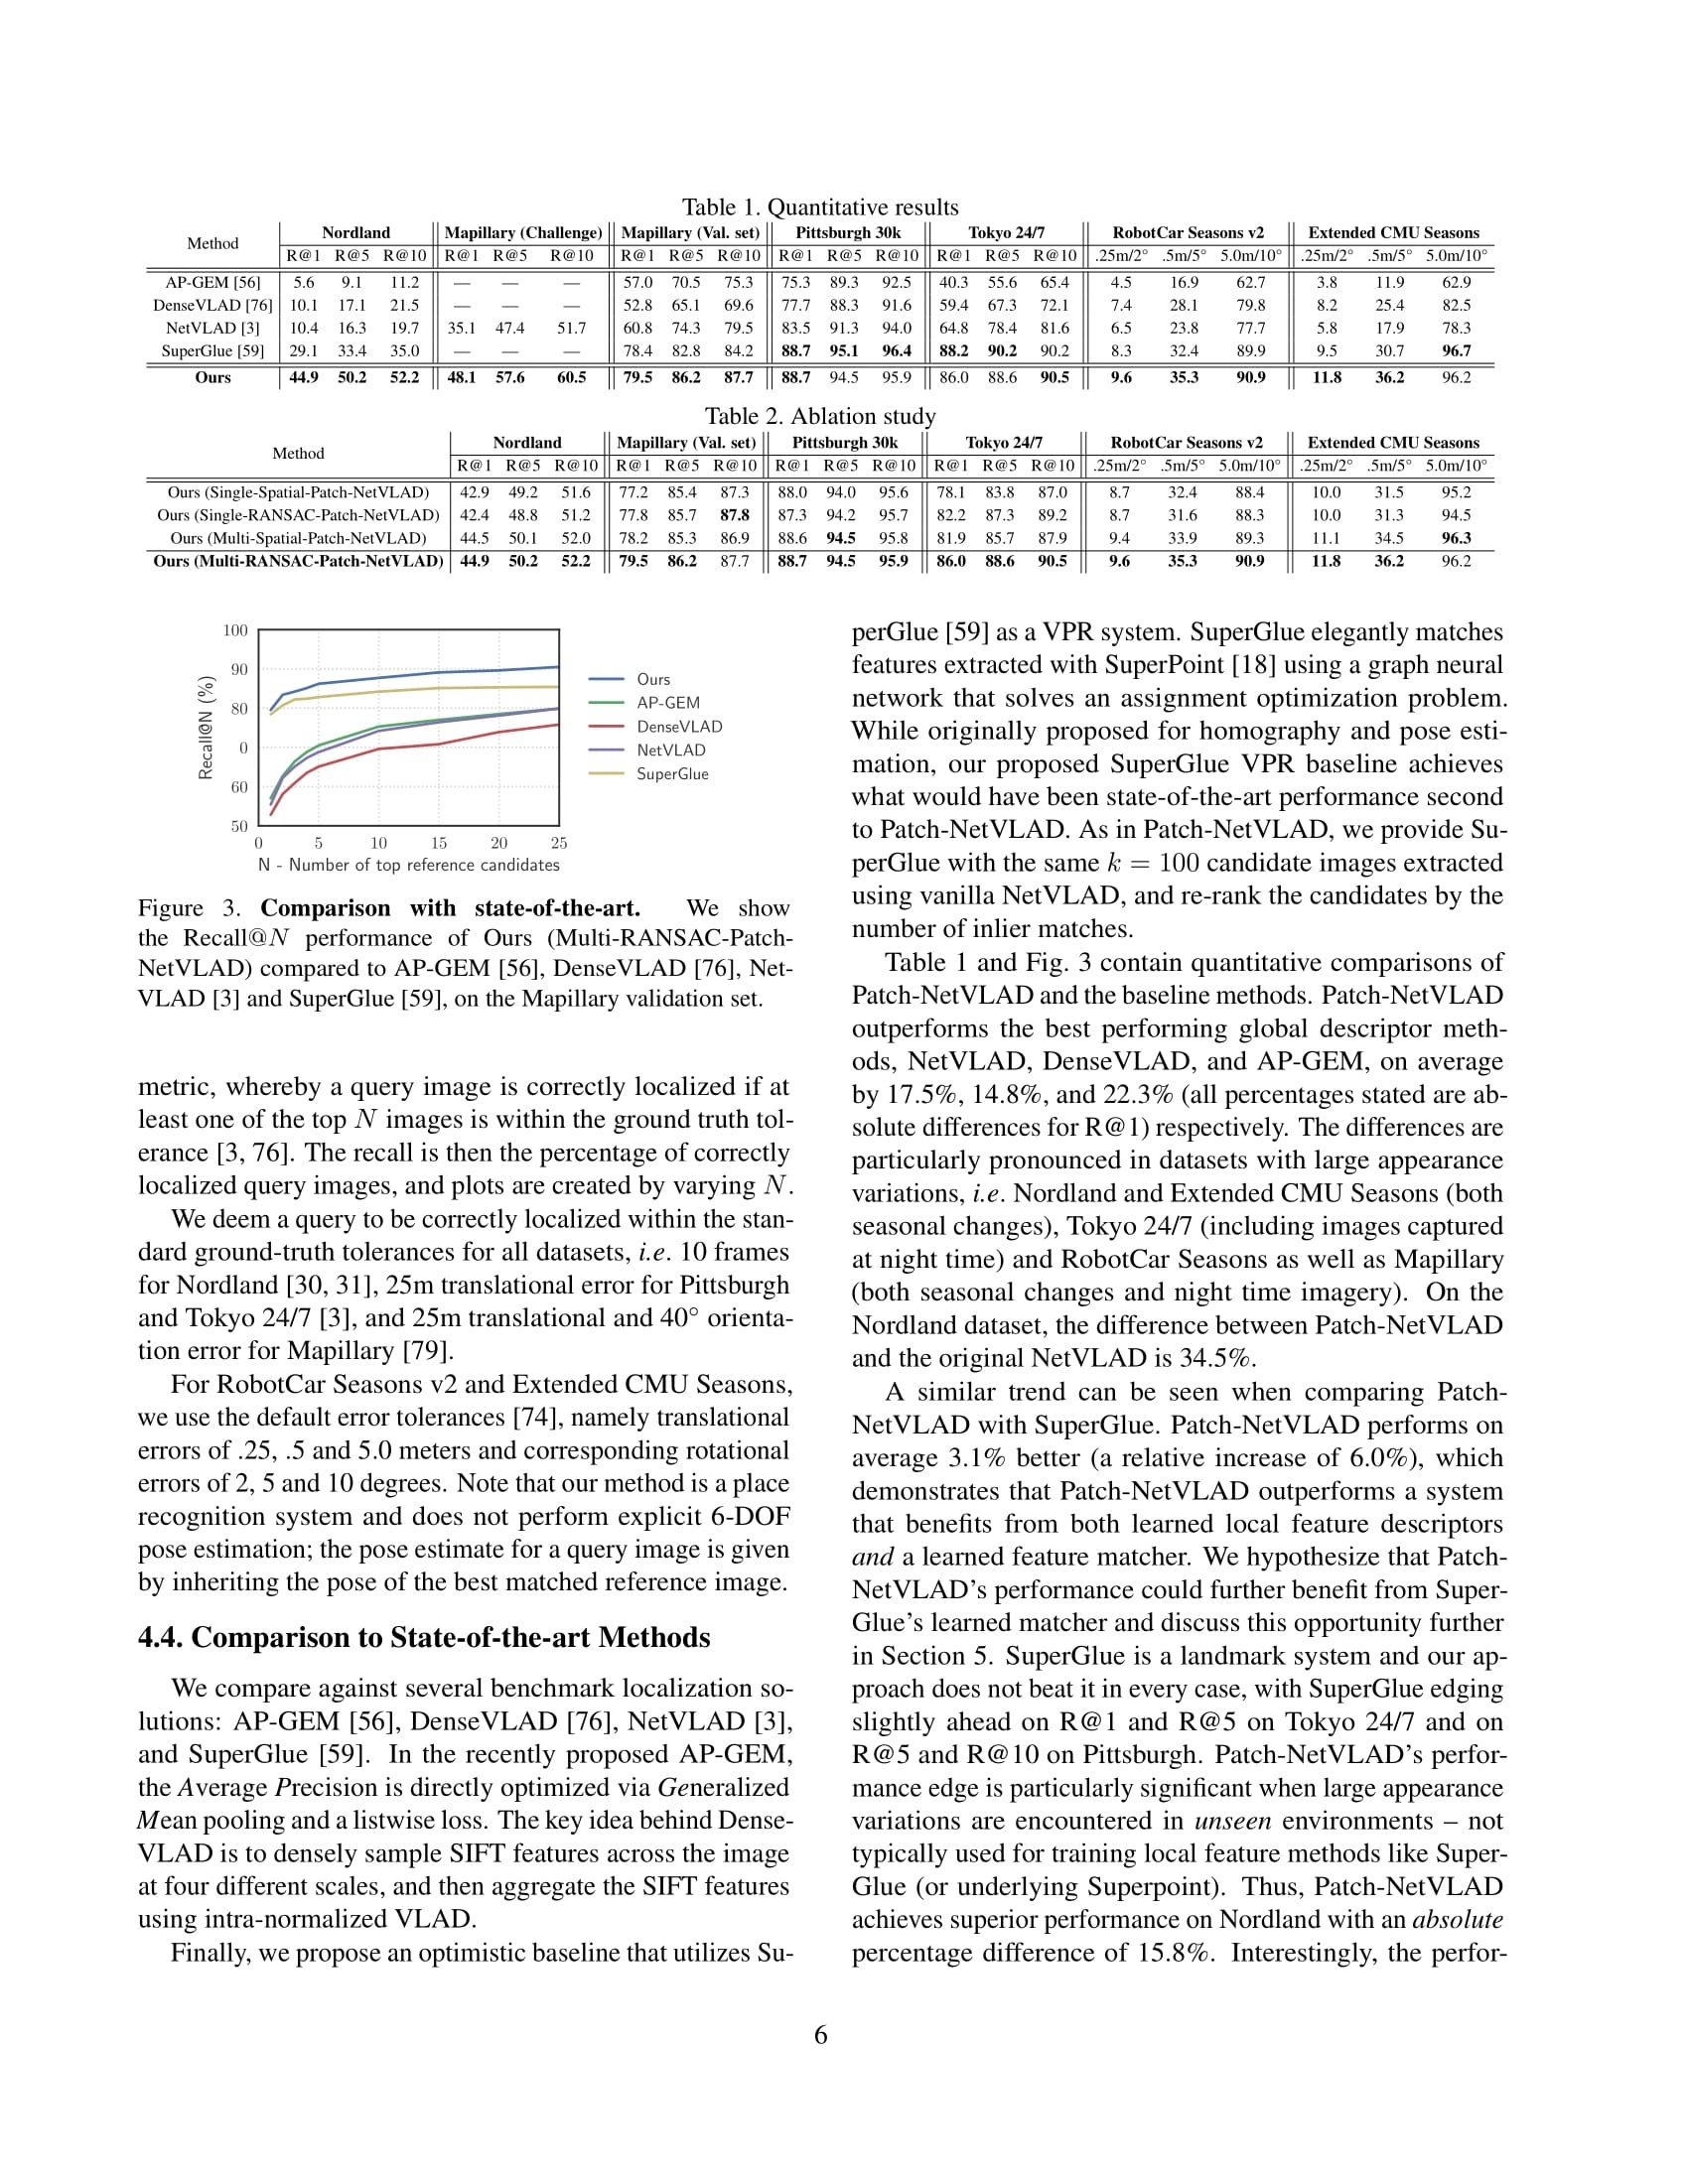 Table 1. Quantitative results
Method Nordland Mapillary (Challenge) Mapillary (Val. set) Pittsburgh 30k Tokyo 24/7 RobotCar Seasons v2 Extended CMU Seasons
R@1 R@5 R@10 R@1 R@5 R@10 R@1 R@5 R@10 R@1 R@5 R@10 R@1 R@5 R@10 .25m/2° .5m/5° 5.0m/10° .25m/2° .5m/5° 5.0m/10°
AP-GEM [56] 5.6 9.1 11.2 — — — 57.0 70.5 75.3 75.3 89.3 92.5 40.3 55.6 65.4 4.5 16.9 62.7 3.8 11.9 62.9
DenseVLAD [76] 10.1 17.1 21.5 — — — 52.8 65.1 69.6 77.7 88.3 91.6 59.4 67.3 72.1 7.4 28.1 79.8 8.2 25.4 82.5
NetVLAD [3] 10.4 16.3 19.7 35.1 47.4 51.7 60.8 74.3 79.5 83.5 91.3 94.0 64.8 78.4 81.6 6.5 23.8 77.7 5.8 17.9 78.3
SuperGlue [59] 29.1 33.4 35.0 — — — 78.4 82.8 84.2 88.7 95.1 96.4 88.2 90.2 90.2 8.3 32.4 89.9 9.5 30.7 96.7
Ours 44.9 50.2 52.2 48.1 57.6 60.5 79.5 86.2 87.7 88.7 94.5 95.9 86.0 88.6 90.5 9.6 35.3 90.9 11.8 36.2 96.2
Table 2. Ablation study
Method Nordland Mapillary (Val. set) Pittsburgh 30k Tokyo 24/7 RobotCar Seasons v2 Extended CMU Seasons
R@1 R@5 R@10 R@1 R@5 R@10 R@1 R@5 R@10 R@1 R@5 R@10 .25m/2° .5m/5° 5.0m/10° .25m/2° .5m/5° 5.0m/10°
Ours (Single-Spatial-Patch-NetVLAD) 42.9 49.2 51.6 77.2 85.4 87.3 88.0 94.0 95.6 78.1 83.8 87.0 8.7 32.4 88.4 10.0 31.5 95.2
Ours (Single-RANSAC-Patch-NetVLAD) 42.4 48.8 51.2 77.8 85.7 87.8 87.3 94.2 95.7 82.2 87.3 89.2 8.7 31.6 88.3 10.0 31.3 94.5
Ours (Multi-Spatial-Patch-NetVLAD) 44.5 50.1 52.0 78.2 85.3 86.9 88.6 94.5 95.8 81.9 85.7 87.9 9.4 33.9 89.3 11.1 34.5 96.3
Ours (Multi-RANSAC-Patch-NetVLAD) 44.9 50.2 52.2 79.5 86.2 87.7 88.7 94.5 95.9 86.0 88.6 90.5 9.6 35.3 90.9 11.8 36.2 96.2
100
90
80
0
60
50
0 5 10 15 20 25
Recall@N (%)
N - Number of top reference candidates
Ours
AP-GEM
DenseVLAD
NetVLAD
SuperGlue
Figure 3. Comparison with state-of-the-art. We show
the Recall@N performance of Ours (Multi-RANSAC-Patch-
NetVLAD) compared to AP-GEM [56], DenseVLAD [76], Net-
VLAD [3] and SuperGlue [59], on the Mapillary validation set.
metric, whereby a query image is correctly localized if at
least one of the top N images is within the ground truth tol-
erance [3, 76]. The recall is then the percentage of correctly
localized query images, and plots are created by varying N.
We deem a query to be correctly localized within the stan-
dard ground-truth tolerances for all datasets, i.e. 10 frames
for Nordland [30, 31], 25m translational error for Pittsburgh
and Tokyo 24/7 [3], and 25m translational and 40° orienta-
tion error for Mapillary [79].
For RobotCar Seasons v2 and Extended CMU Seasons,
we use the default error tolerances [74], namely translational
errors of .25, .5 and 5.0 meters and corresponding rotational
errors of 2, 5 and 10 degrees. Note that our method is a place
recognition system and does not perform explicit 6-DOF
pose estimation; the pose estimate for a query image is given
by inheriting the pose of the best matched reference image.
4.4. Comparison to State-of-the-art Methods
We compare against several benchmark localization so-
lutions: AP-GEM [56], DenseVLAD [76], NetVLAD [3],
and SuperGlue [59]. In the recently proposed AP-GEM,
the Average Precision is directly optimized via Generalized
Mean pooling and a listwise loss. The key idea behind Dense-
VLAD is to densely sample SIFT features across the image
at four different scales, and then aggregate the SIFT features
using intra-normalized VLAD.
Finally, we propose an optimistic baseline that utilizes Su-
perGlue [59] as a VPR system. SuperGlue elegantly matches
features extracted with SuperPoint [18] using a graph neural
network that solves an assignment optimization problem.
While originally proposed for homography and pose esti-
mation, our proposed SuperGlue VPR baseline achieves
what would have been state-of-the-art performance second
to Patch-NetVLAD. As in Patch-NetVLAD, we provide Su-
perGlue with the same k = 100 candidate images extracted
using vanilla NetVLAD, and re-rank the candidates by the
number of inlier matches.
Table 1 and Fig. 3 contain quantitative comparisons of
Patch-NetVLAD and the baseline methods. Patch-NetVLAD
outperforms the best performing global descriptor meth-
ods, NetVLAD, DenseVLAD, and AP-GEM, on average
by 17.5%, 14.8%, and 22.3% (all percentages stated are ab-
solute differences for R@1) respectively. The differences are
particularly pronounced in datasets with large appearance
variations, i.e. Nordland and Extended CMU Seasons (both
seasonal changes), Tokyo 24/7 (including images captured
at night time) and RobotCar Seasons as well as Mapillary
(both seasonal changes and night time imagery). On the
Nordland dataset, the difference between Patch-NetVLAD
and the original NetVLAD is 34.5%.
A similar trend can be seen when comparing Patch-
NetVLAD with SuperGlue. Patch-NetVLAD performs on
average 3.1% better (a relative increase of 6.0%), which
demonstrates that Patch-NetVLAD outperforms a system
that benefits from both learned local feature descriptors
and a learned feature matcher. We hypothesize that Patch-
NetVLAD's performance could further benefit from Super-
Glue's learned matcher and discuss this opportunity further
in Section 5. SuperGlue is a landmark system and our ap-
proach does not beat it in every case, with SuperGlue edging
slightly ahead on R@1 and R@5 on Tokyo 24/7 and on
R@5 and R@10 on Pittsburgh. Patch-NetVLAD's perfor-
mance edge is particularly significant when large appearance
variations are encountered in unseen environments – not
typically used for training local feature methods like Super-
Glue (or underlying Superpoint). Thus, Patch-NetVLAD
achieves superior performance on Nordland with an absolute
percentage difference of 15.8%. Interestingly, the perfor-
6